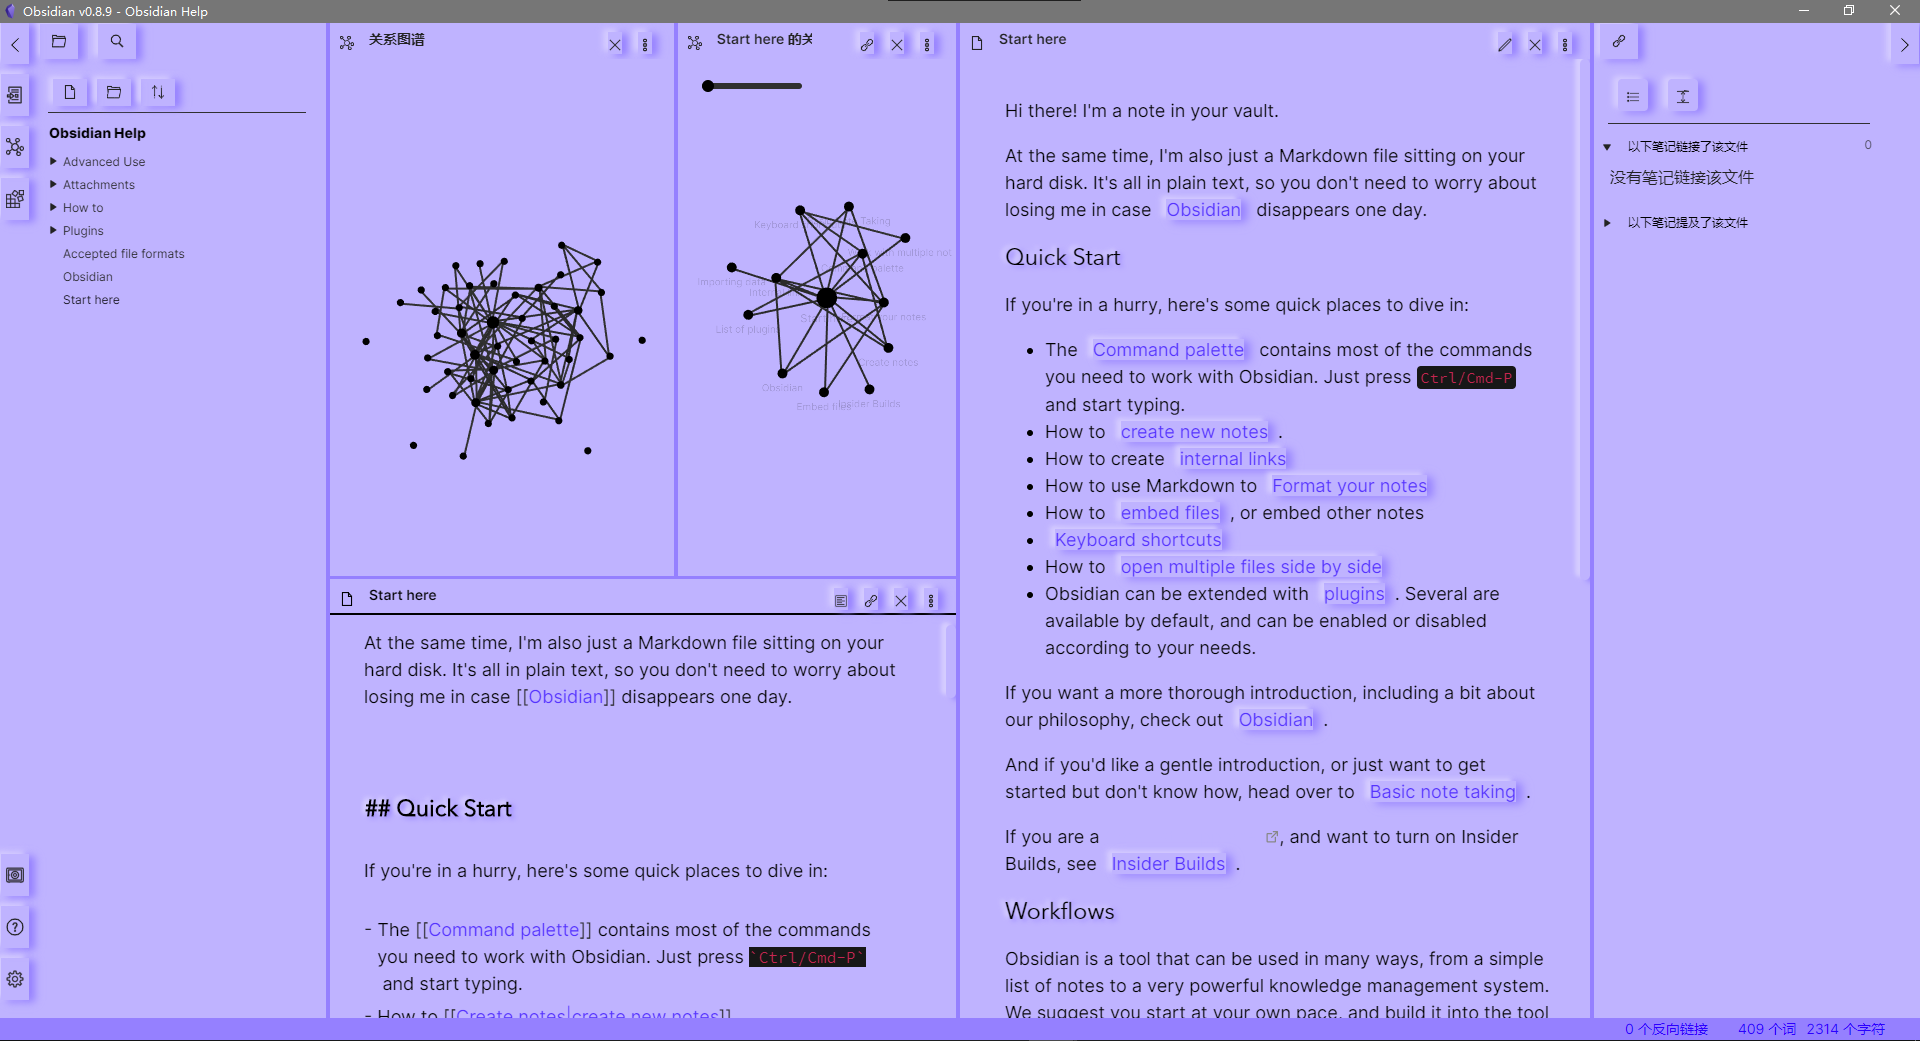 Obsidian v0.8.9 - Obsidian Help
Obsidian Help
Advanced Use
Attachments
How to
Plugins
Accepted file formats
Obsidian
Start here
关系图谱
Start here 的关
Keyboard
Taking
with multiple not
palette
Importing data
Intern
List of plugin
Start
your notes
Create notes
Obsidian
Embed files
Insider Builds
Start here
At the same time, I'm also just a Markdown file sitting on your
hard disk. It's all in plain text, so you don't need to worry about
losing me in case [[Obsidian]] disappears one day.
## Quick Start
If you're in a hurry, here's some quick places to dive in:
- The [[Command palette]] contains most of the commands
you need to work with Obsidian. Just press `Ctrl/Cmd-P`
and start typing.
- How to [[Create notes|create new notes]]
Start here
Hi there! I'm a note in your vault.
At the same time, I'm also just a Markdown file sitting on your
hard disk. It's all in plain text, so you don't need to worry about
losing me in case Obsidian disappears one day.
Quick Start
If you're in a hurry, here's some quick places to dive in:
• The Command palette contains most of the commands
you need to work with Obsidian. Just press Ctrl/Cmd-P
and start typing.
• How to create new notes .
• How to create internal links
• How to use Markdown to Format your notes
• How to embed files , or embed other notes
• Keyboard shortcuts
• How to open multiple files side by side
• Obsidian can be extended with plugins . Several are
available by default, and can be enabled or disabled
according to your needs.
If you want a more thorough introduction, including a bit about
our philosophy, check out Obsidian .
And if you'd like a gentle introduction, or just want to get
started but don't know how, head over to Basic note taking .
If you are a , and want to turn on Insider
Builds, see Insider Builds .
Workflows
Obsidian is a tool that can be used in many ways, from a simple
list of notes to a very powerful knowledge management system.
We suggest you start at your own pace, and build it into the tool
以下笔记链接了该文件 0
没有笔记链接该文件
以下笔记提及了该文件
0 个反向链接 409 个词 2314 个字符